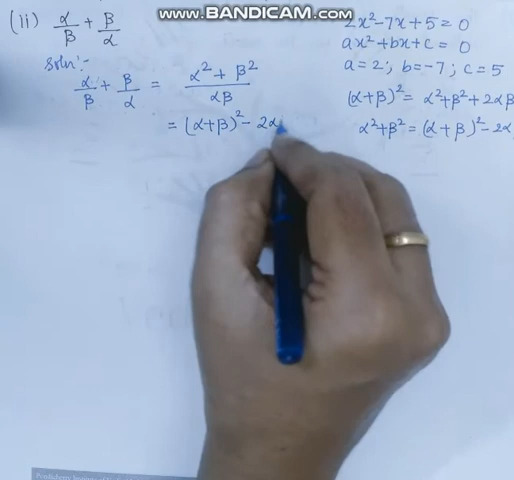 WWW.BANDICAM.COM
(ii) α/β + β/α
Soln:-
α/β + β/α = α² + β² / αβ
= (α+β)² - 2α
2x² - 7x + 5 = 0
ax² + bx + c = 0
a = 2 ; b = -7 ; c = 5
(α+β)² = α² + β² + 2αβ
α² + β² = (α + β)² - 2α